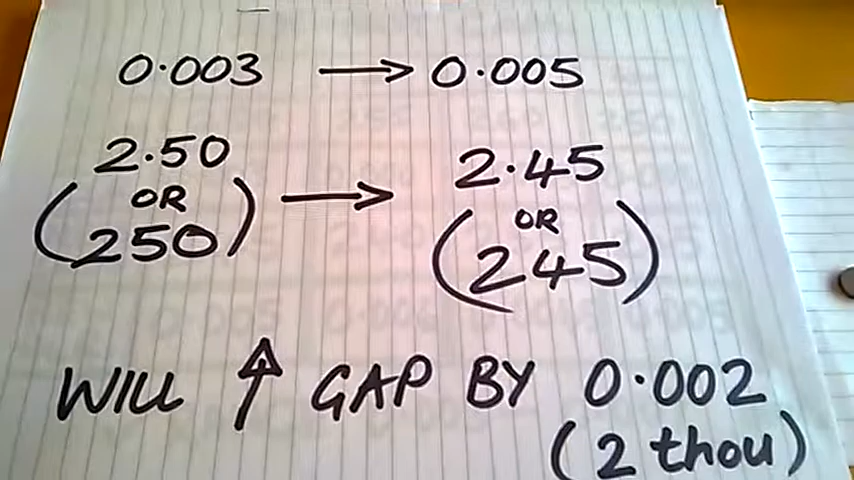 0.003 → 0.005
2.50 → 2.45
OR OR
(250) (245)
WILL ↑ GAP BY 0.002
(2 thou)